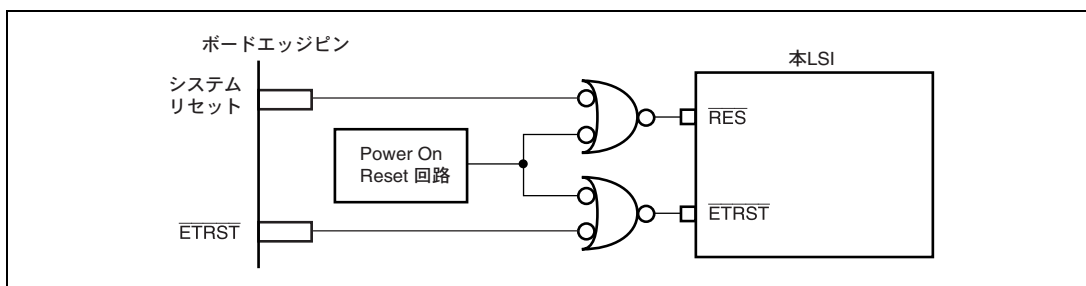 ボードエッジピン
本LSI
システム
リセット
RES
Power On
Reset 回路
ETRST
ETRST